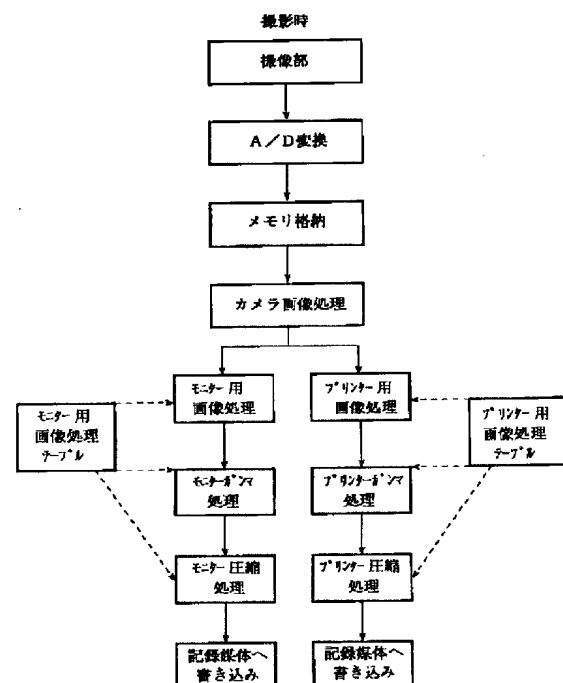 撮影時
撮像部
A/D変換
メモリ格納
カメラ画像処理
モニター用
画像処理
プリンター用
画像処理
モニター用
画像処理
テーブル
プリンター用
画像処理
テーブル
モニターガンマ
処理
プリンターガンマ
処理
モニター圧縮
処理
プリンター圧縮
処理
記録媒体へ
書き込み
記録媒体へ
書き込み